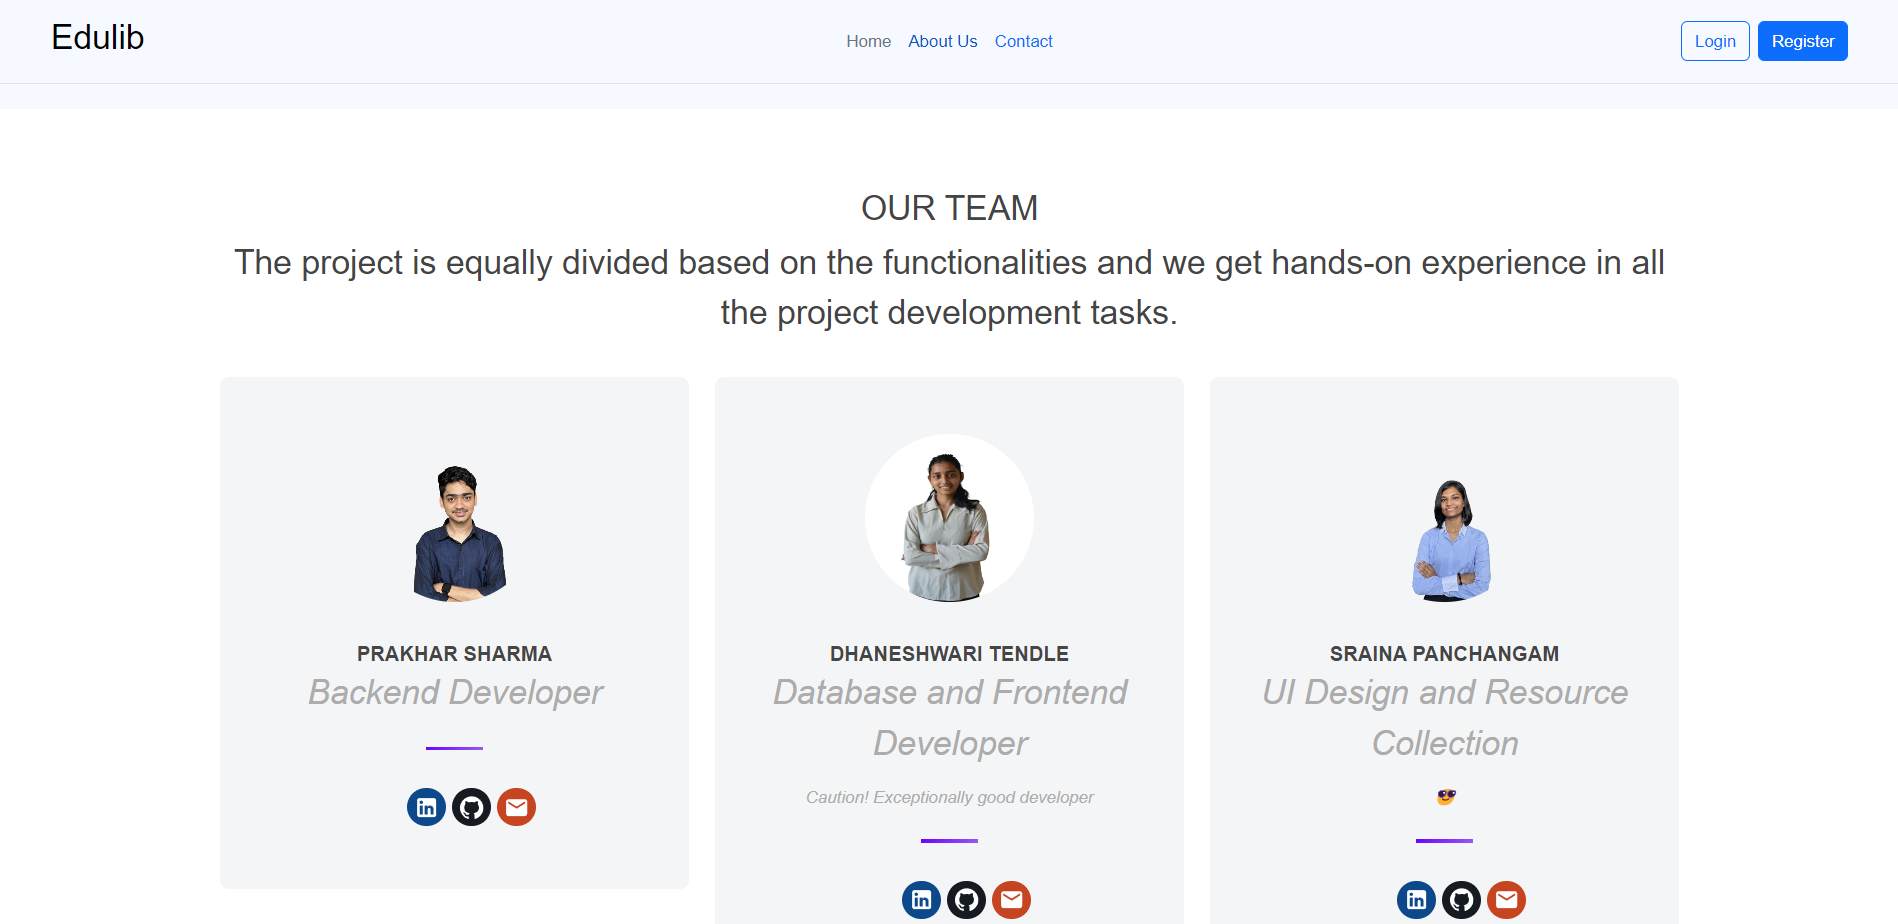 Edulib
Home About Us Contact
Login Register
OUR TEAM
The project is equally divided based on the functionalities and we get hands-on experience in all
the project development tasks.
PRAKHAR SHARMA
Backend Developer
DHANESHWARI TENDLE
Database and Frontend
Developer
Caution! Exceptionally good developer
SRAINA PANCHANGAM
UI Design and Resource
Collection
😎